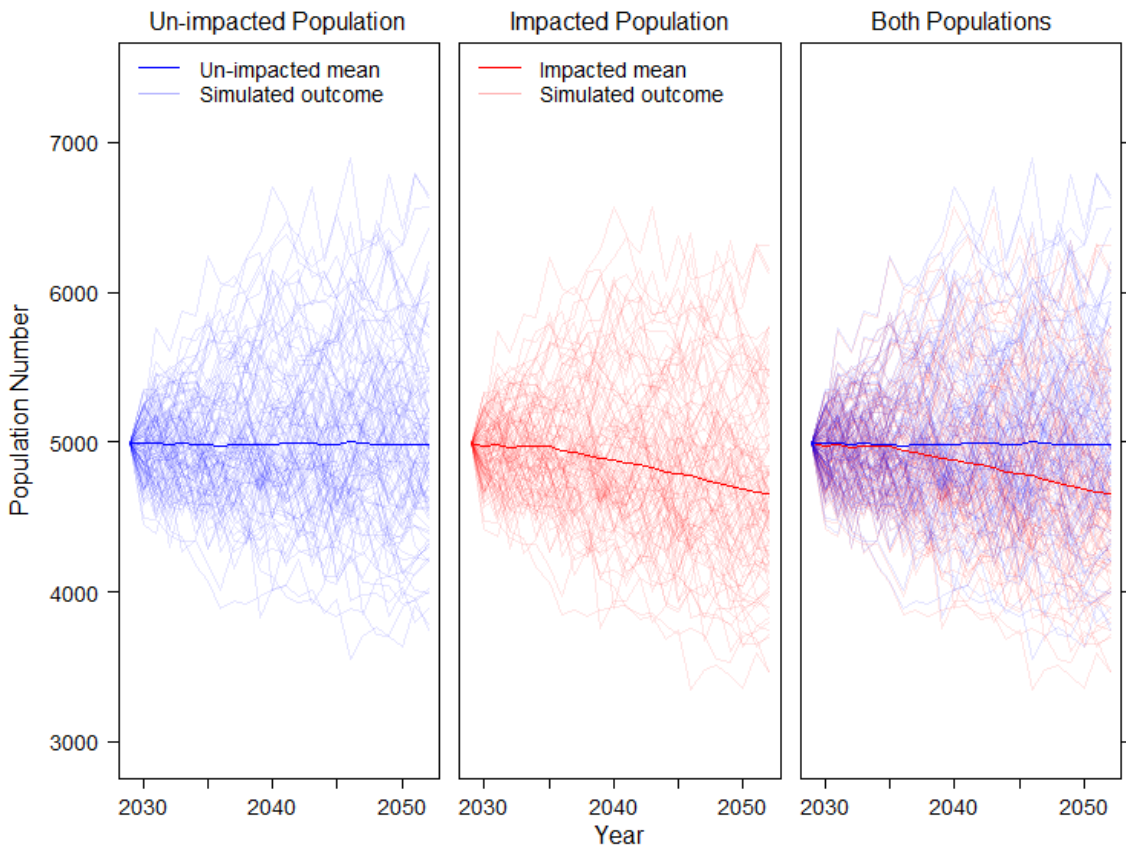 Un-impacted Population
Impacted Population
Both Populations
Un-impacted mean
Simulated outcome
Impacted mean
Simulated outcome
Population Number
7000
6000
5000
4000
3000
2030
2040
2050
2030
2040
2050
2030
2040
2050
Year